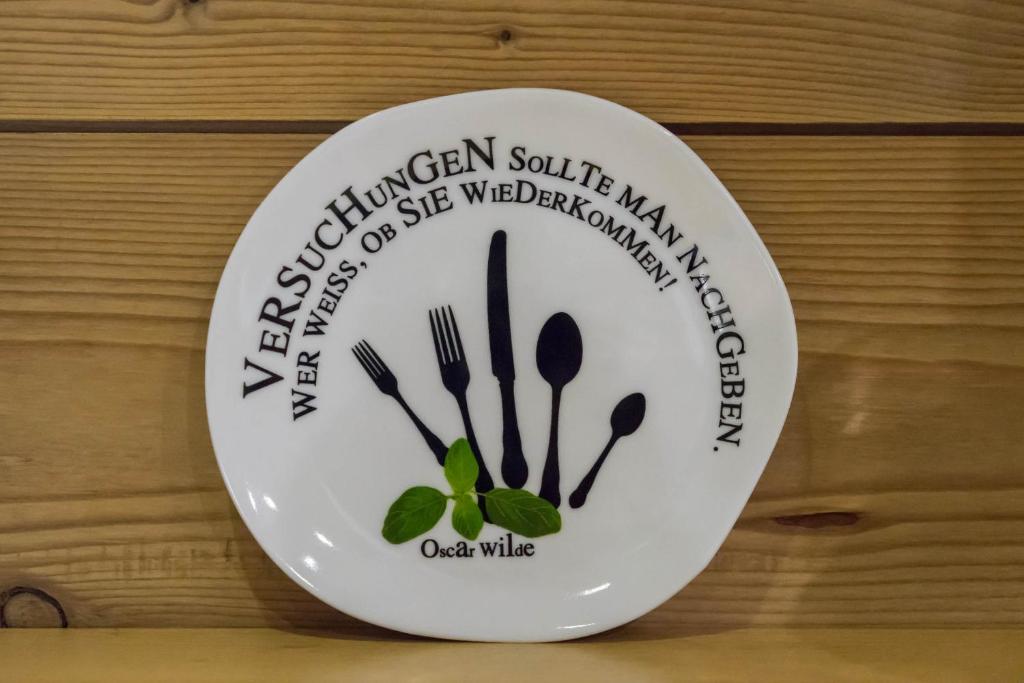 VERSUCHUNGEN SOLLTE MAN NACHGEBEN.
WER WEISS, OB SIE WIEDERKOMMEN!
Oscar Wilde